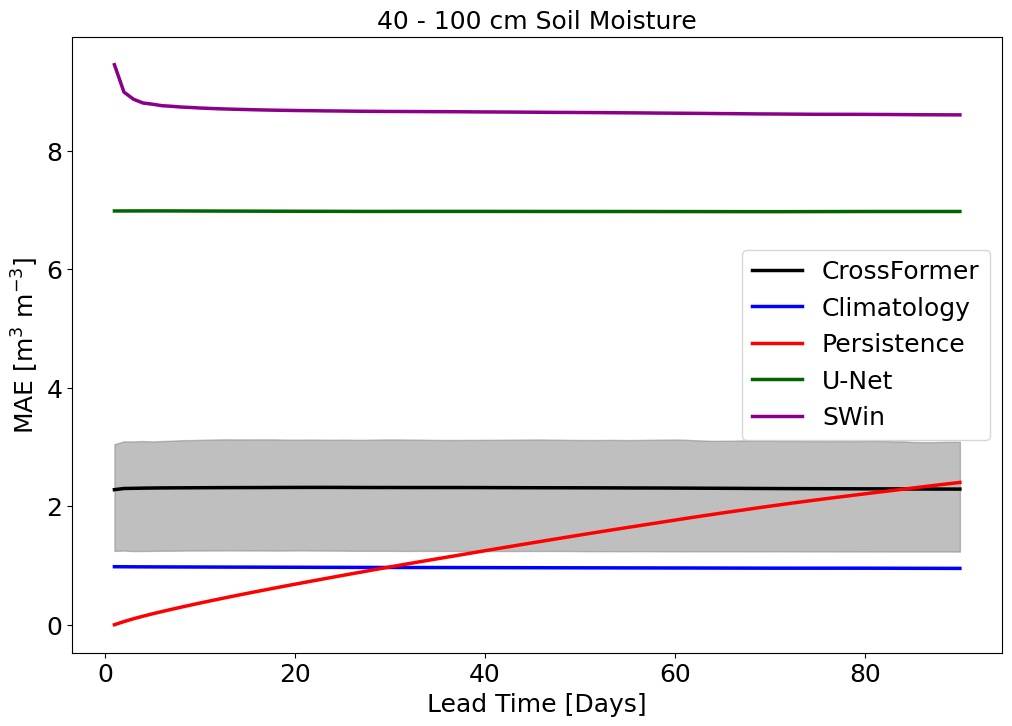 40 - 100 cm Soil Moisture
MAE [m³ m⁻³]
8
6
4
2
0
CrossFormer
Climatology
Persistence
U-Net
SWin
0 20 40 60 80
Lead Time [Days]